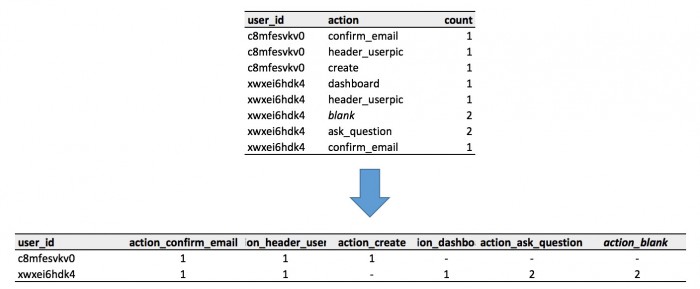 user_id action count
c8mfesvkv0 confirm_email 1
c8mfesvkv0 header_userpic 1
c8mfesvkv0 create 1
xwxei6hdk4 dashboard 1
xwxei6hdk4 header_userpic 1
xwxei6hdk4 blank 2
xwxei6hdk4 ask_question 2
xwxei6hdk4 confirm_email 1
user_id action_confirm_email ion_header_user action_create ion_dashbo action_ask_question action_blank
c8mfesvkv0 1 1 1 - - -
xwxei6hdk4 1 1 - 1 2 2